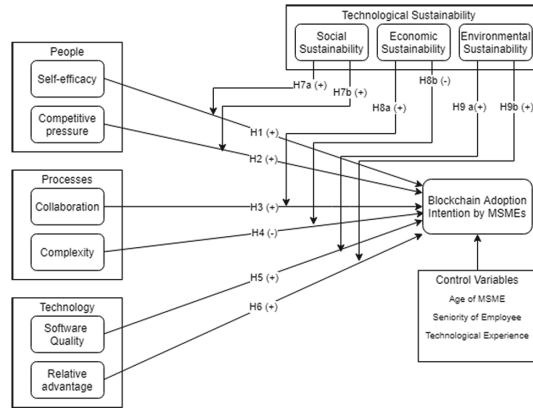 Technological Sustainability
Social
Sustainability
Economic
Sustainability
Environmental
Sustainability
People
Self-efficacy
Competitive
pressure
H7a (+)
H7b (+)
H8a (+)
H8b (-)
H9 a(+)
H9b (+)
H1 (+)
H2 (+)
Processes
Collaboration
Complexity
H3 (+)
H4 (-)
Blockchain Adoption
Intention by MSMEs
Technology
Software
Quality
Relative
advantage
H5 (+)
H6 (+)
Control Variables
Age of MSME
Seniority of Employee
Technological Experience